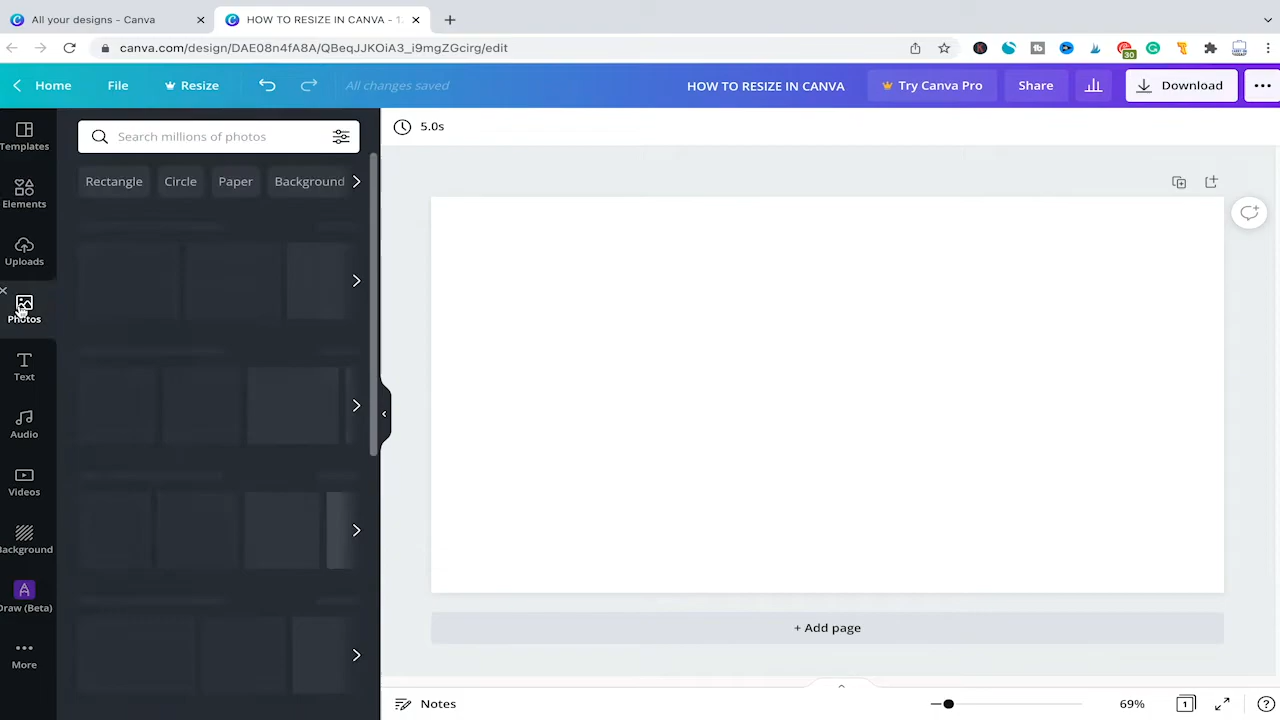 All your designs – Canva
HOW TO RESIZE IN CANVA - 1
canva.com/design/DAE08n4fA8A/QBeqJJKOiA3_i9mgZGcirg/edit
30
Home
File
Resize
All changes saved
HOW TO RESIZE IN CANVA
Try Canva Pro
Share
Download
Templates
Search millions of photos
5.0s
Rectangle
Circle
Paper
Background
Elements
Uploads
Photos
Text
Audio
Videos
Background
Draw (Beta)
More
+ Add page
Notes
69%
1